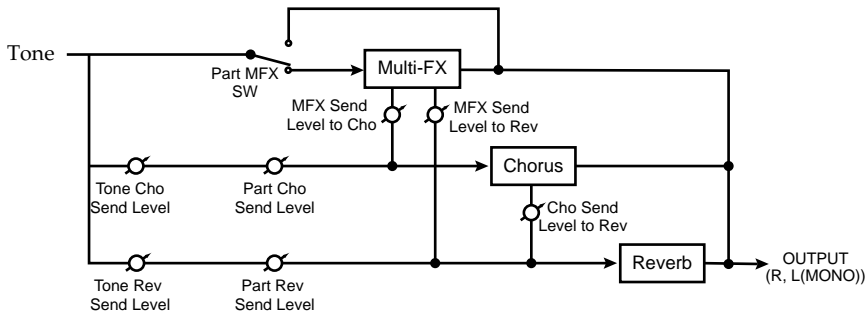 Tone
Part MFX
SW
Multi-FX
MFX Send
Level to Cho
MFX Send
Level to Rev
Tone Cho
Send Level
Part Cho
Send Level
Chorus
Cho Send
Level to Rev
Tone Rev
Send Level
Part Rev
Send Level
Reverb
OUTPUT
(R, L(MONO))